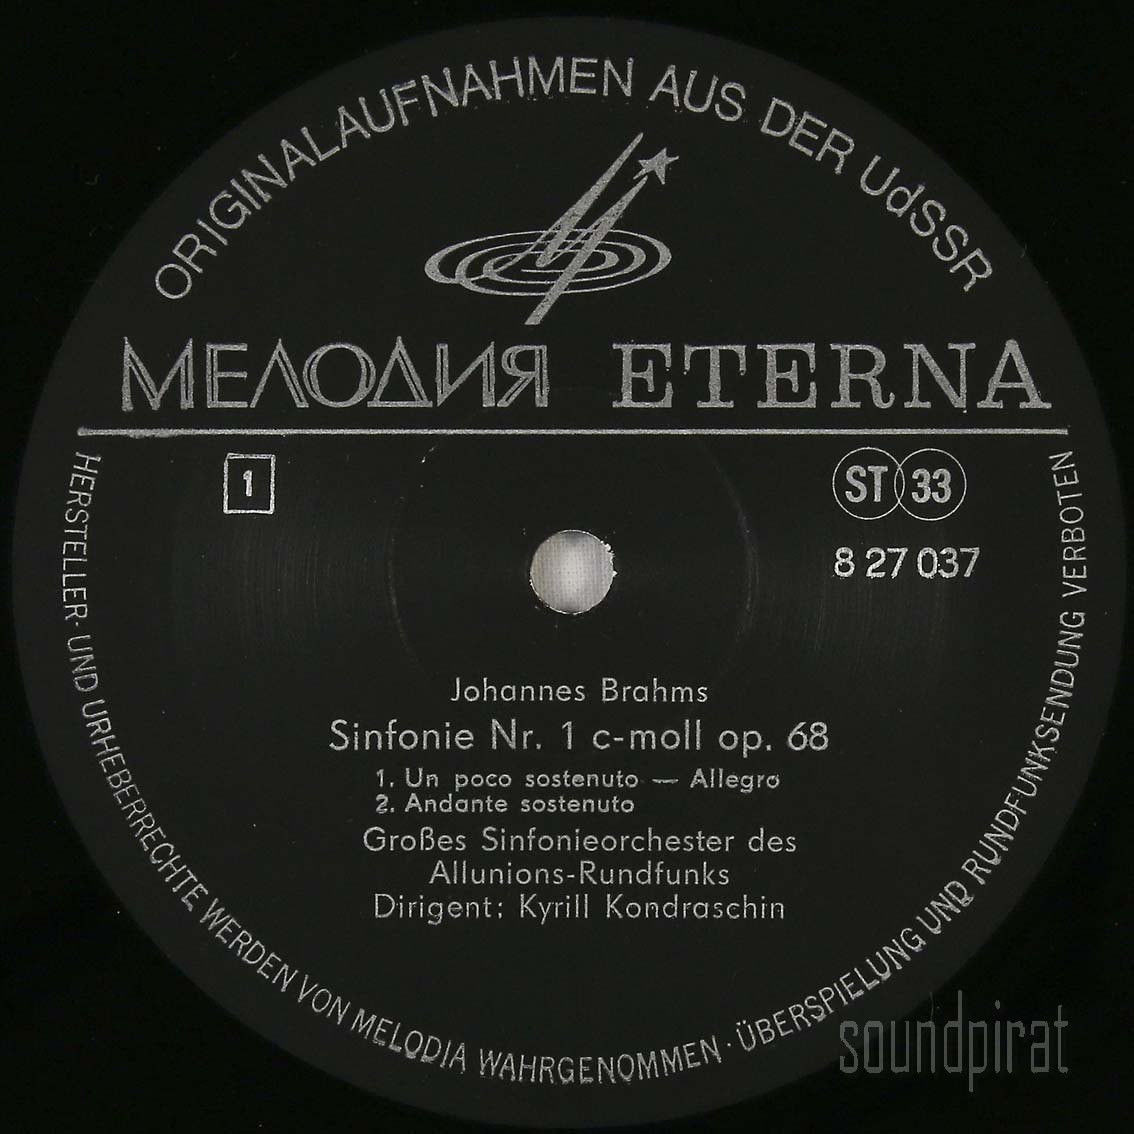 ORIGINALAUFNAHMEN AUS DER UdSSR
МЕЛОДИЯ ETERNA
1
ST 33
8 27 037
Johannes Brahms
Sinfonie Nr. 1 c-moll op. 68
1. Un poco sostenuto — Allegro
2. Andante sostenuto
Großes Sinfonieorchester des
Allunions-Rundfunks
Dirigent: Kyrill Kondraschin
HERSTELLER- UND URHEBERRECHTE WERDEN VON MELODIA WAHRGENOMMEN · ÜBERSPIELUNG UND RUNDFUNKSENDUNG VERBOTEN
soundpirat